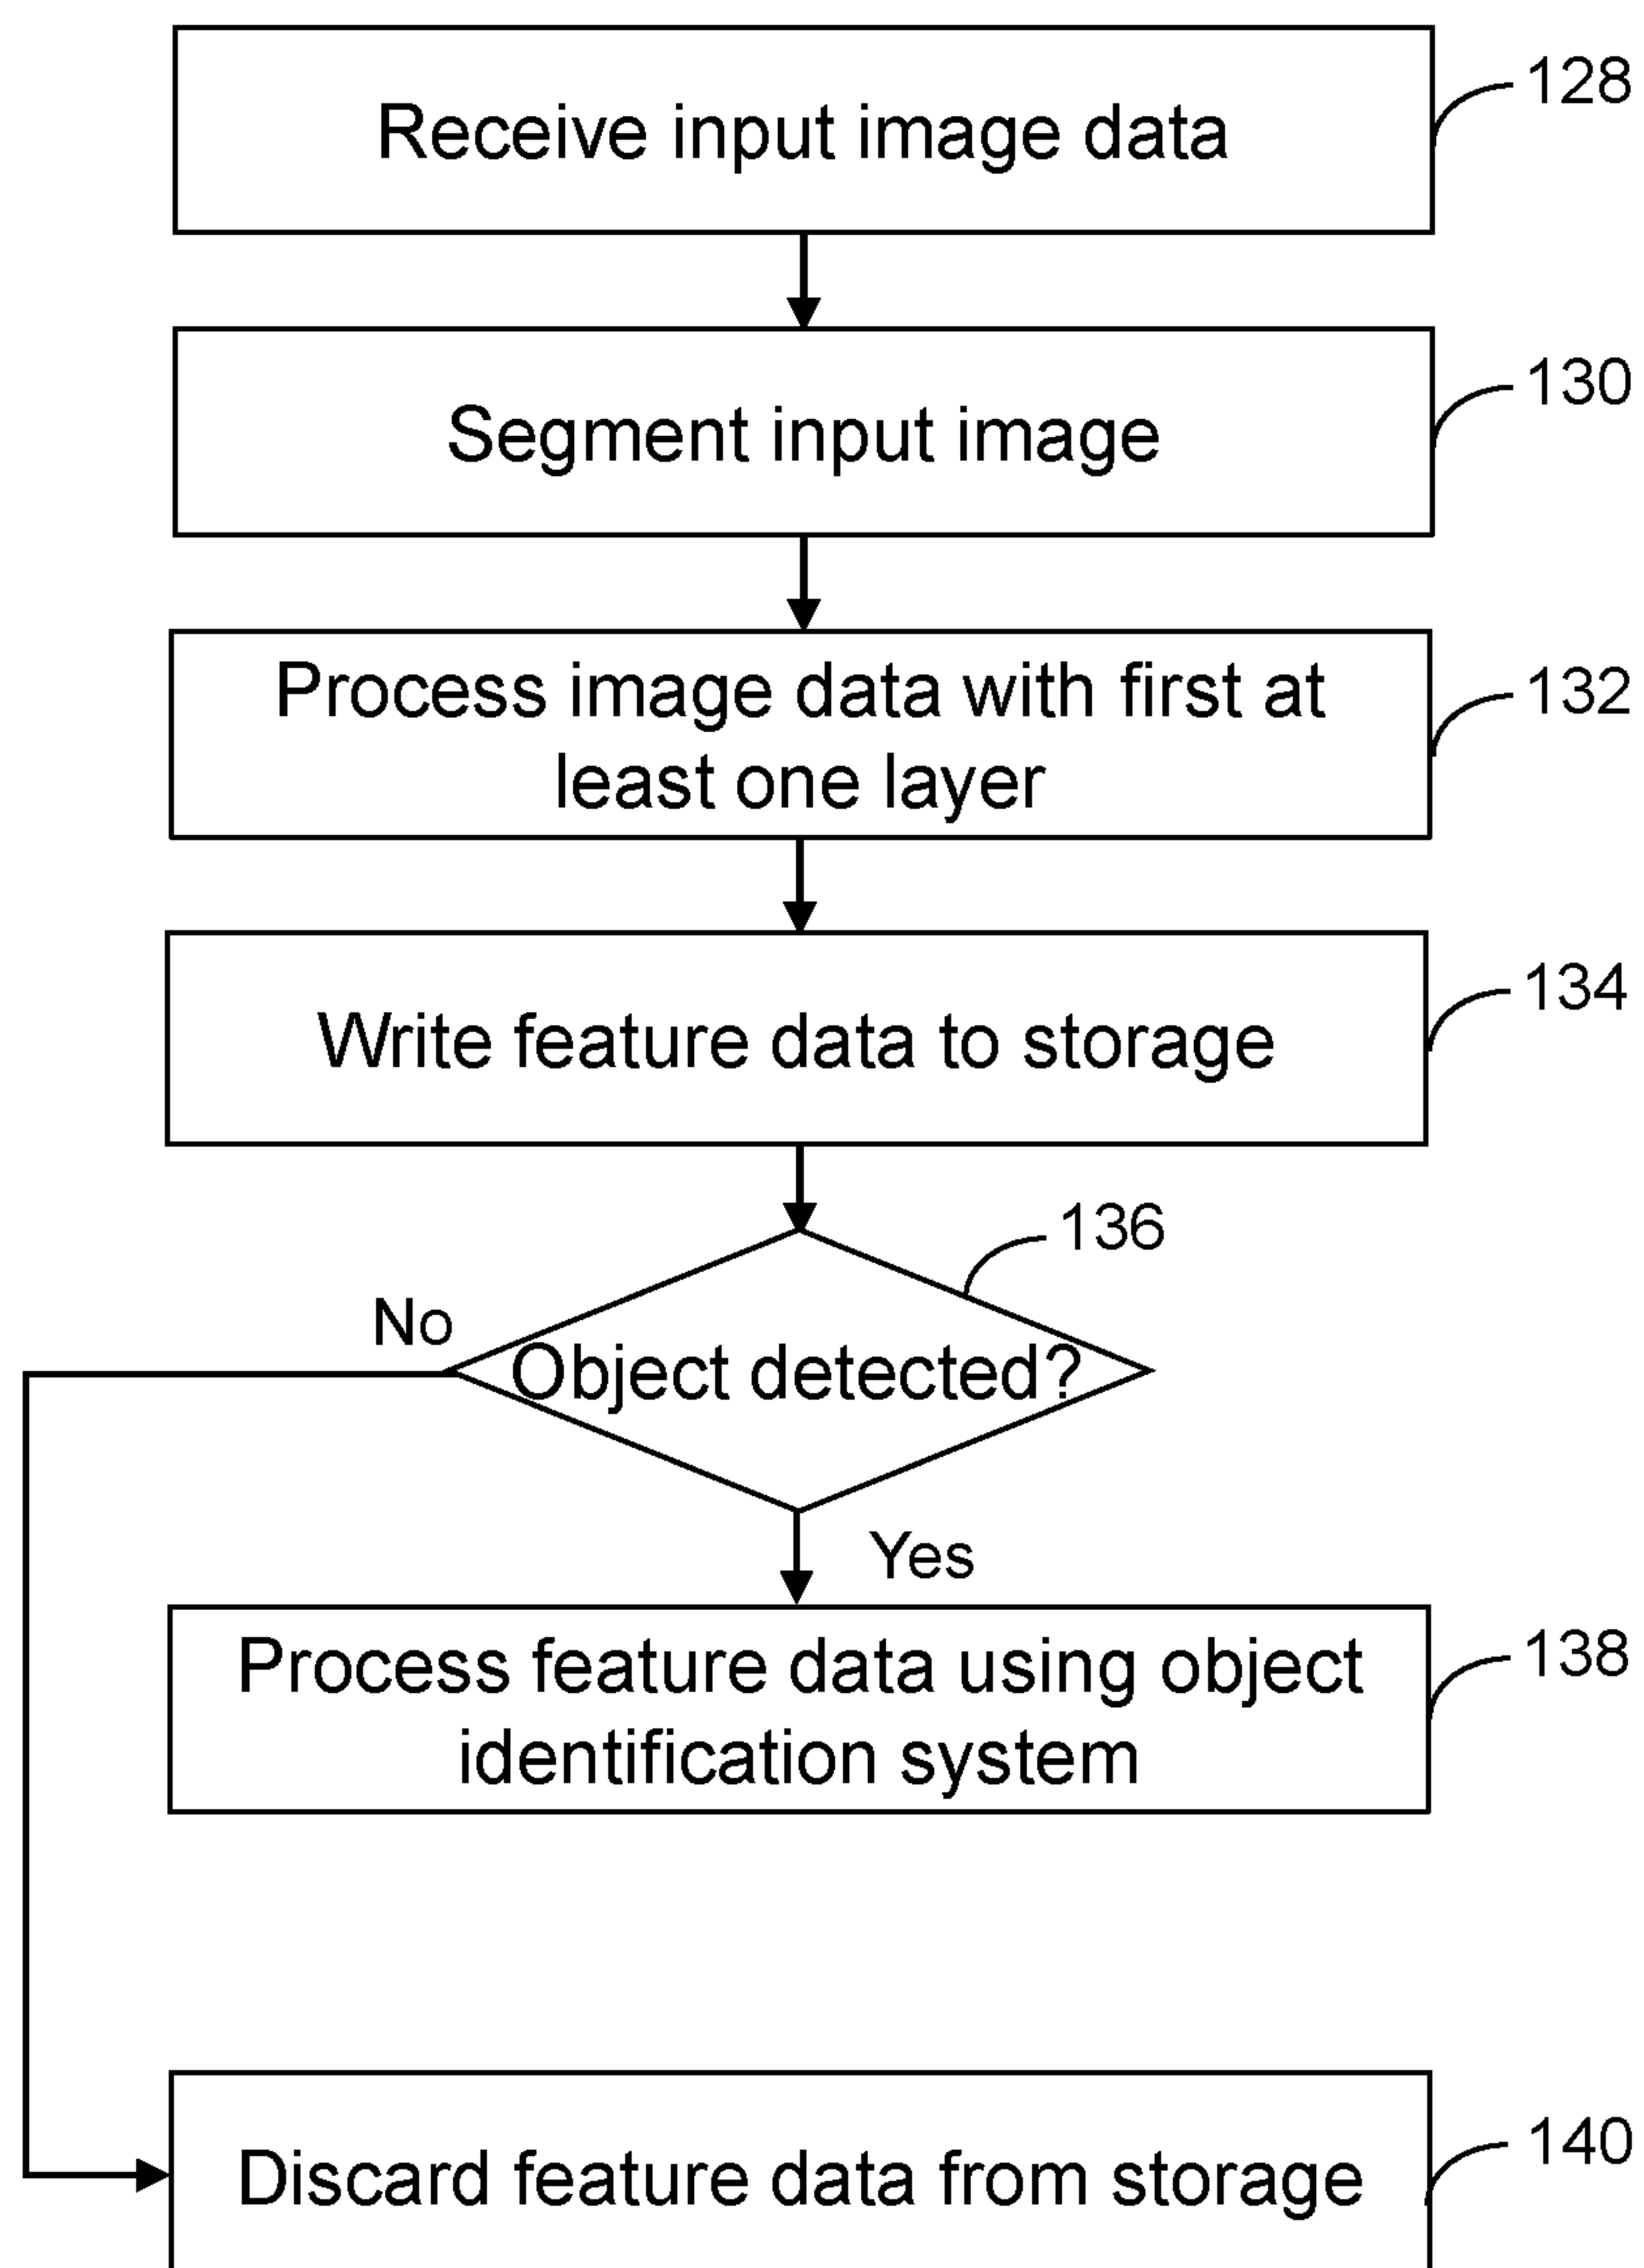 Receive input image data
128
Segment input image
130
Process image data with first at
least one layer
132
Write feature data to storage
134
136
No
Object detected?
Yes
Process feature data using object
identification system
138
Discard feature data from storage
140